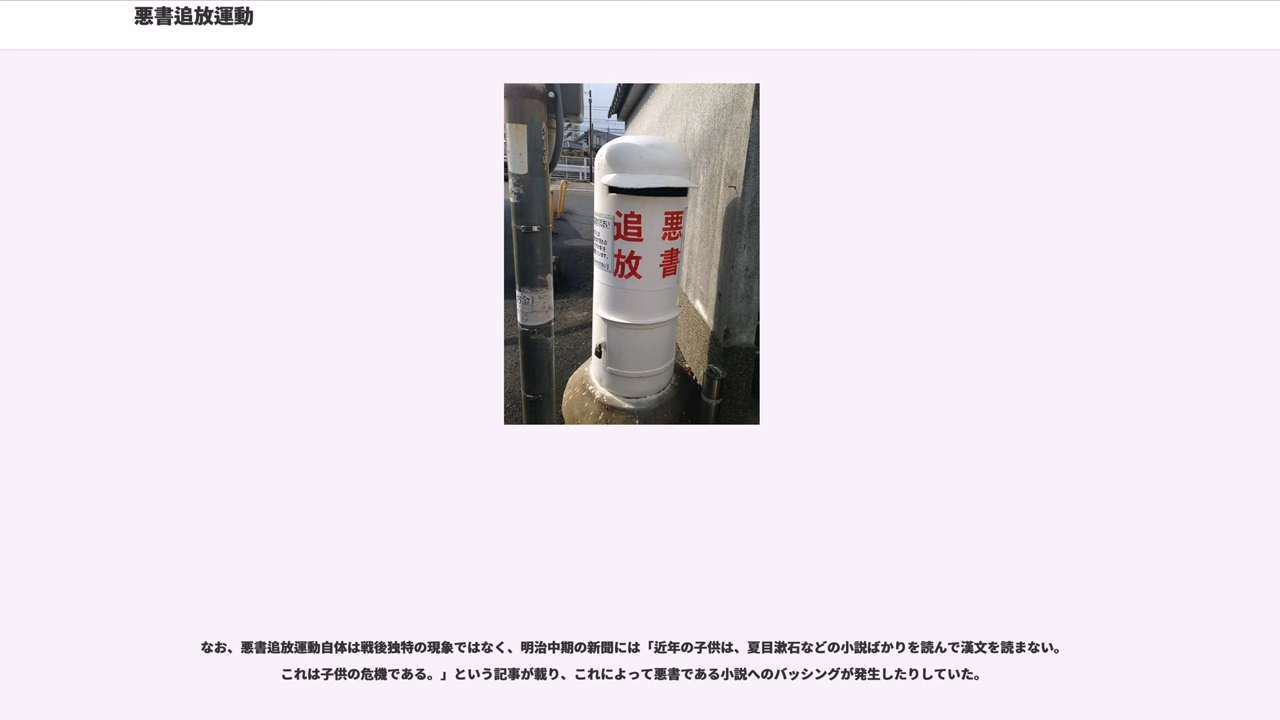 悪書追放運動
悪書
追放
なお、悪書追放運動自体は戦後独特の現象ではなく、明治中期の新聞には「近年の子供は、夏目漱石などの小説ばかりを読んで漢文を読まない。
これは子供の危機である。」という記事が載り、これによって悪書である小説へのバッシングが発生したりしていた。